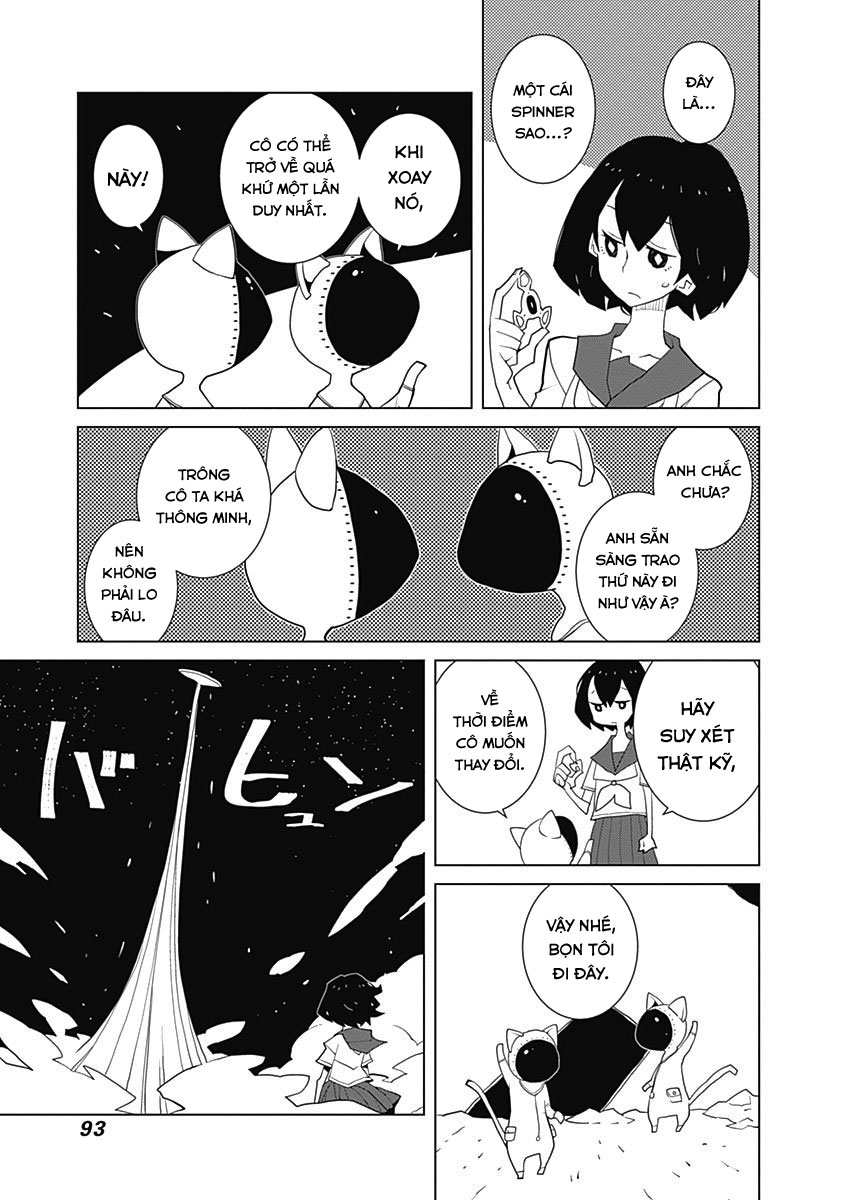 ĐÂY
LÀ...
MỘT CÁI
SPINNER
SAO...?
KHI
XOAY
NÓ,
CÔ CÓ THỂ
TRỞ VỀ QUÁ
KHỨ MỘT LẦN
DUY NHẤT.
NÀY!
ANH CHẮC
CHƯA?
ANH SẴN
SÀNG TRAO
THỨ NÀY ĐI
NHƯ VẬY À?
TRÔNG
CÔ TA KHÁ
THÔNG MINH,
NÊN
KHÔNG
PHẢI LO
ĐÂU.
HÃY
SUY XÉT
THẬT KỸ,
VỀ
THỜI ĐIỂM
CÔ MUỐN
THAY ĐỔI.
VẬY NHÉ,
BỌN TÔI
ĐI ĐÂY.
バヒュン
93